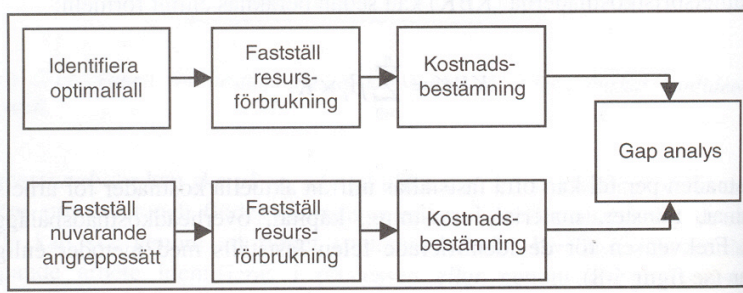 Identifiera
optimalfall
Fastställ
resurs-
förbrukning
Kostnads-
bestämning
Gap analys
Fastställ
nuvarande
angreppssätt
Fastställ
resurs-
förbrukning
Kostnads-
bestämning